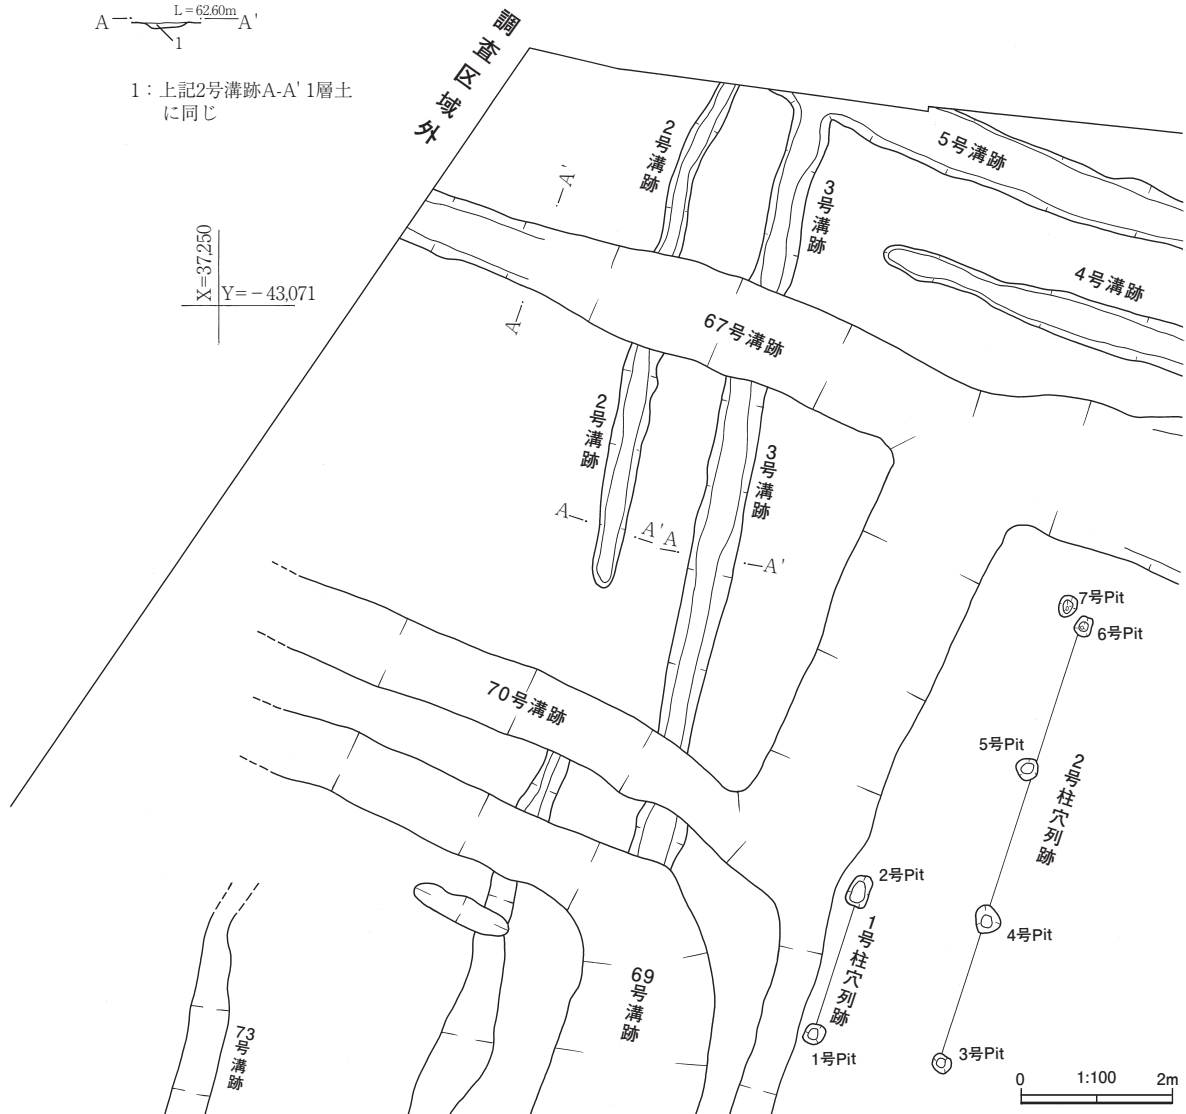 L=62.60m
A A'
1
1：上記2号溝跡A-A' 1層土
に同じ
調査区域外
X=37,250
Y=−43,071
2号溝跡
3号溝跡
5号溝跡
4号溝跡
A'
A
67号溝跡
2号溝跡
3号溝跡
A
A'
A
A'
7号Pit
6号Pit
70号溝跡
5号Pit
2号柱穴列跡
2号Pit
1号柱穴列跡
4号Pit
69号溝跡
73号溝跡
1号Pit
3号Pit
0 1:100 2m